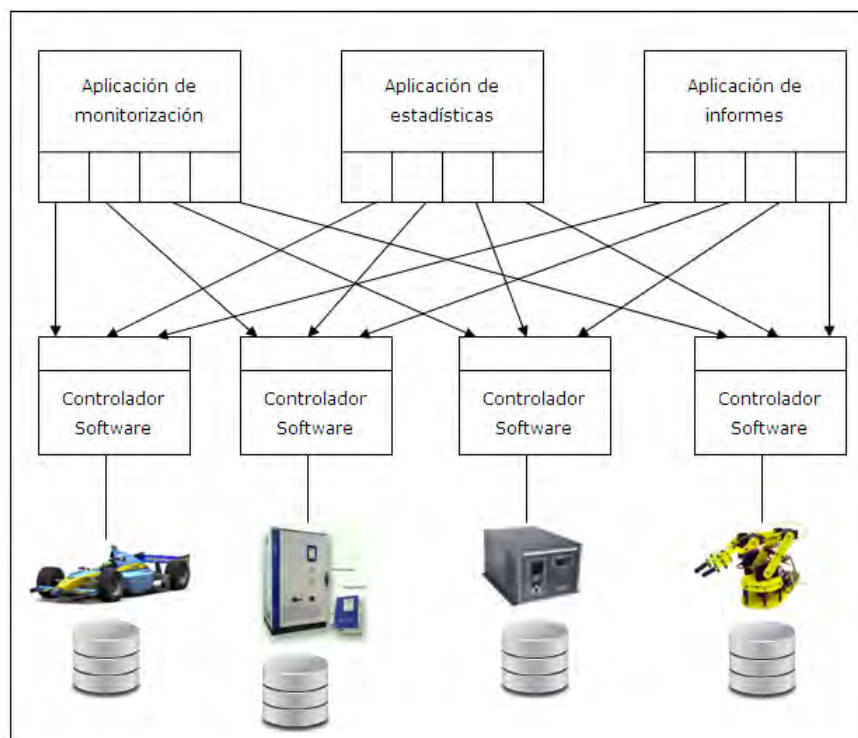 Aplicación de
monitorización
Aplicación de
estadísticas
Aplicación de
informes
Controlador
Software
Controlador
Software
Controlador
Software
Controlador
Software